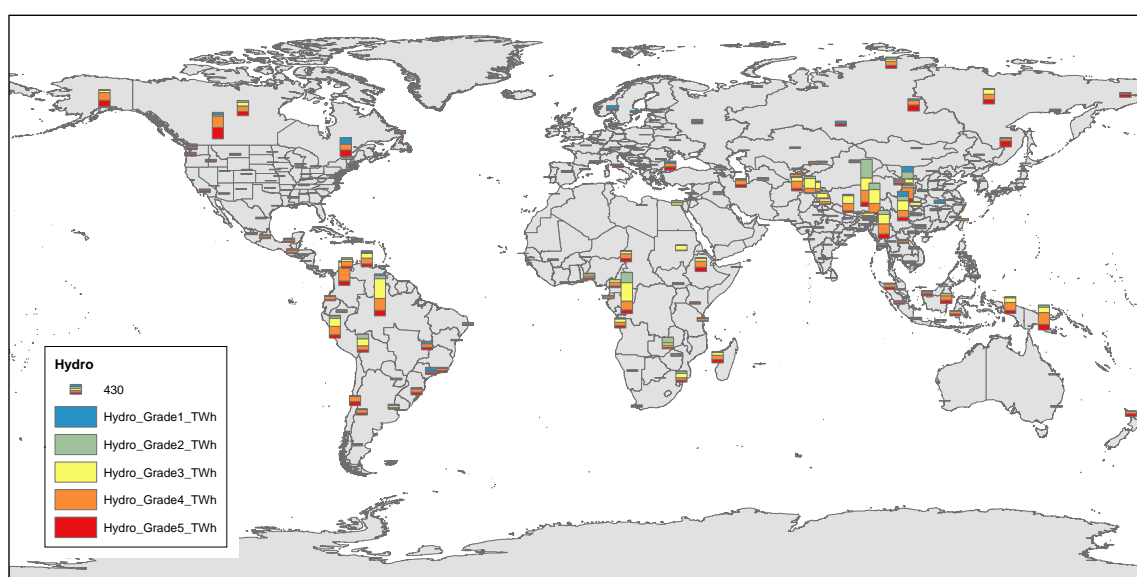 Hydro
430
Hydro_Grade1_TWh
Hydro_Grade2_TWh
Hydro_Grade3_TWh
Hydro_Grade4_TWh
Hydro_Grade5_TWh